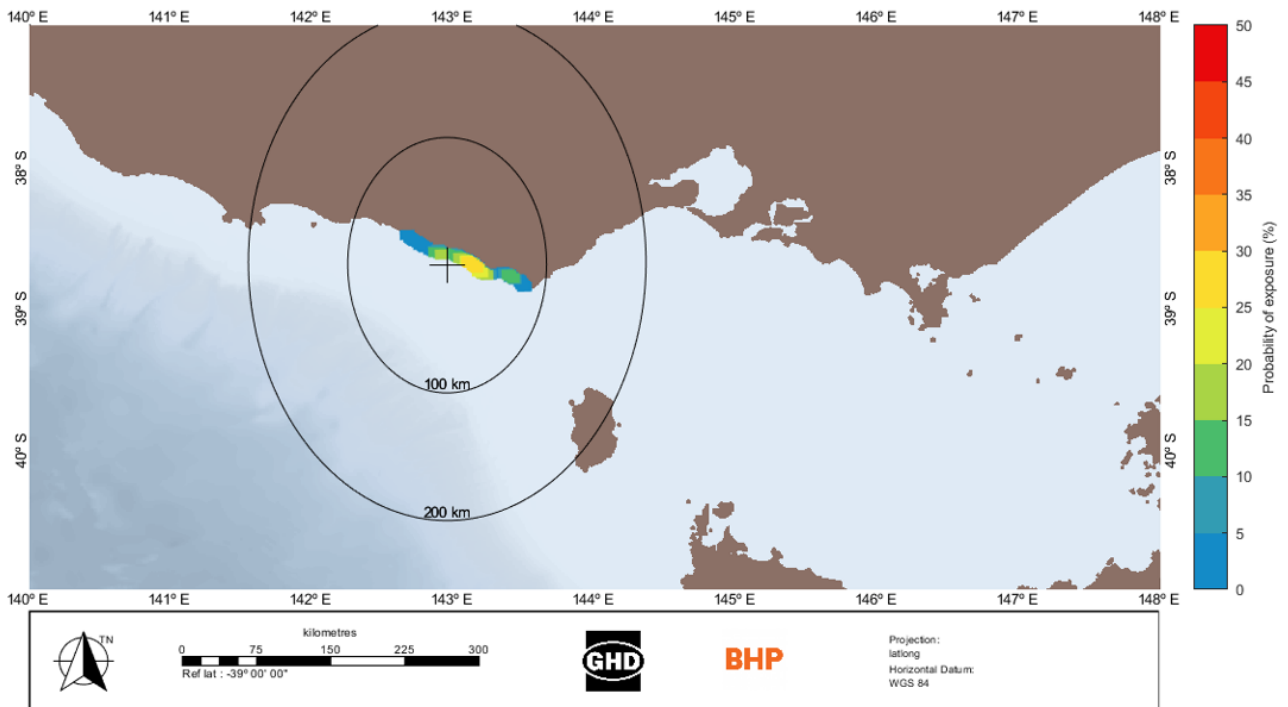 140° E 141° E 142° E 143° E 144° E 145° E 146° E 147° E 148° E
38° S 38° S
39° S 39° S
40° S 40° S
100 km
200 km
140° E 141° E 142° E 143° E 144° E 145° E 146° E 147° E 148° E
50
45
40
35
30
25
20
15
10
5
0
Probability of exposure (%)
TN
kilometres
0 75 150 225 300
Ref lat : -39° 00' 00"
GHD
BHP
Projection:
latlong
Horizontal Datum:
WGS 84